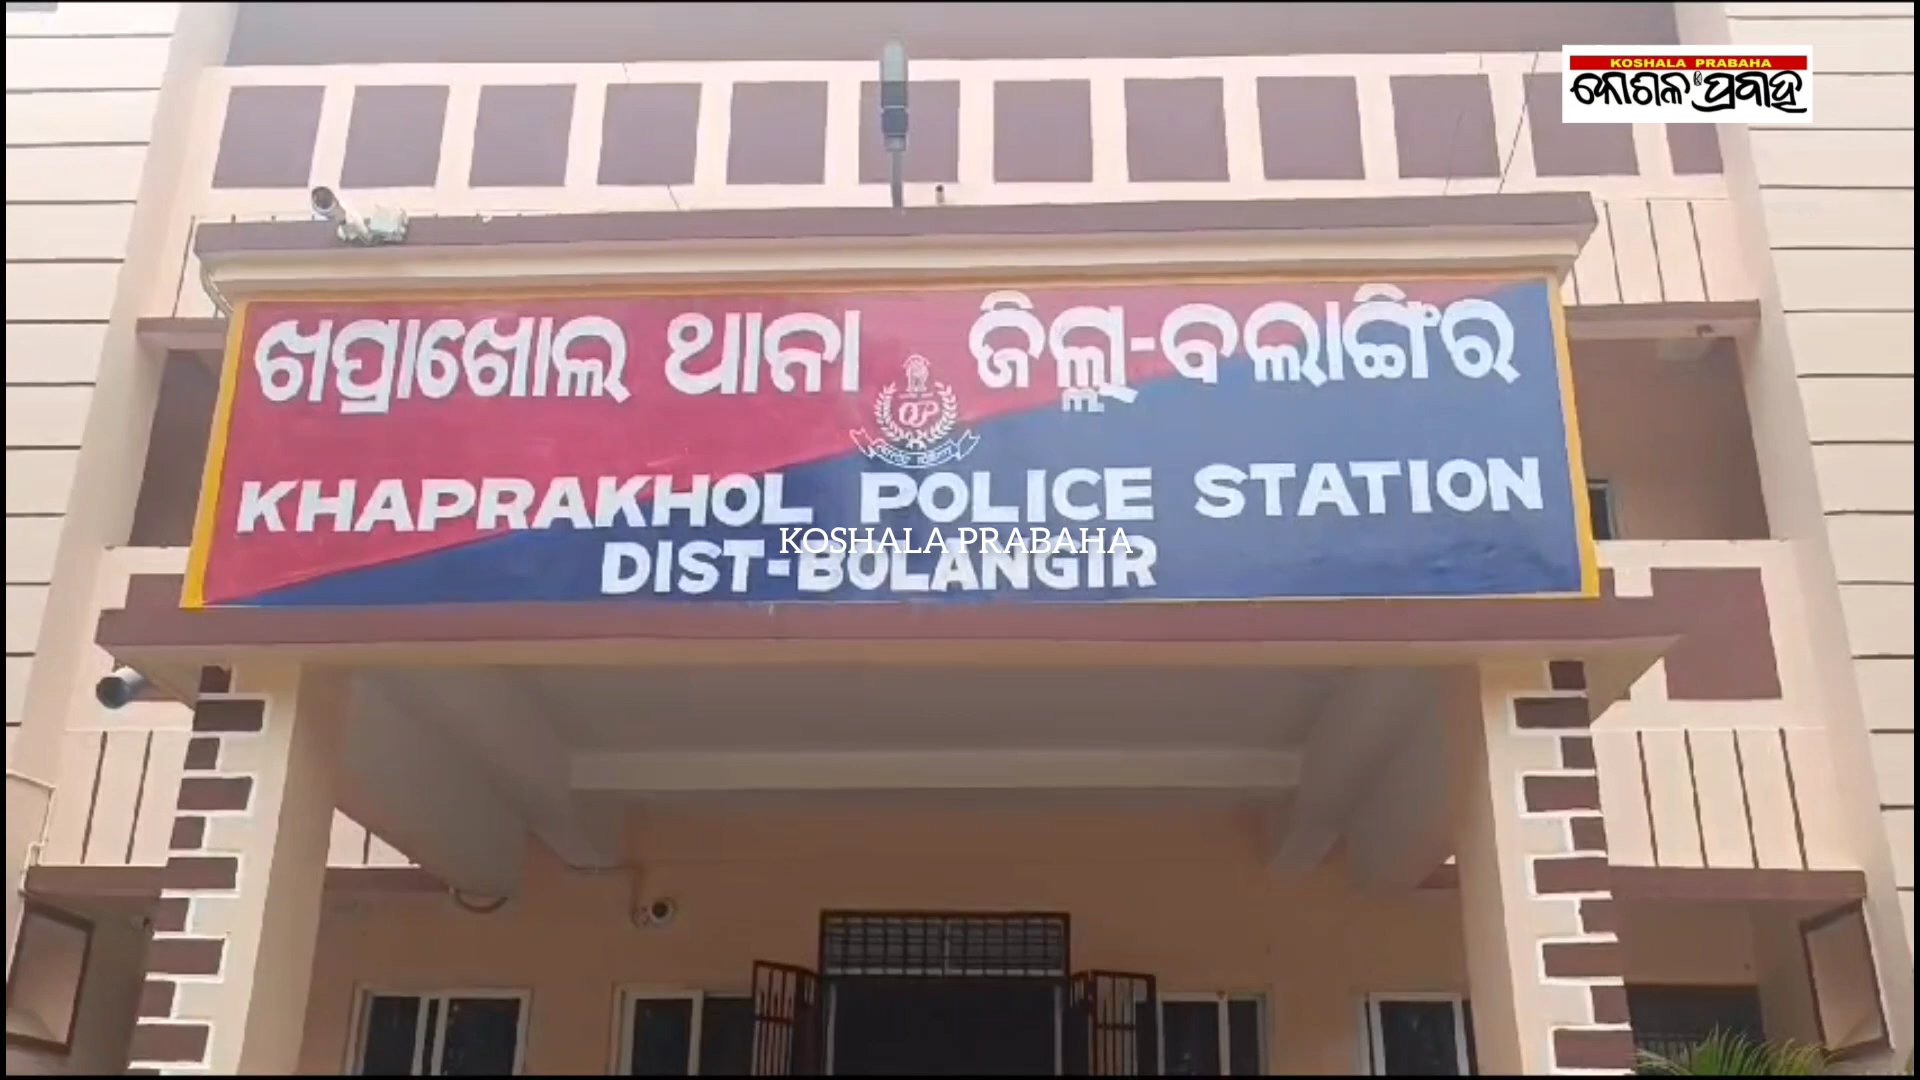 KOSHALA PRABAHA
କୋଶଳ ପ୍ରବାହ
ଖପ୍ରାଖୋଲ ଥାନା ଜିଲ୍ଲା-ବଲାଙ୍ଗିର
KHAPRAKHOL POLICE STATION
KOSHALA PRABAHA
DIST-BOLANGIR